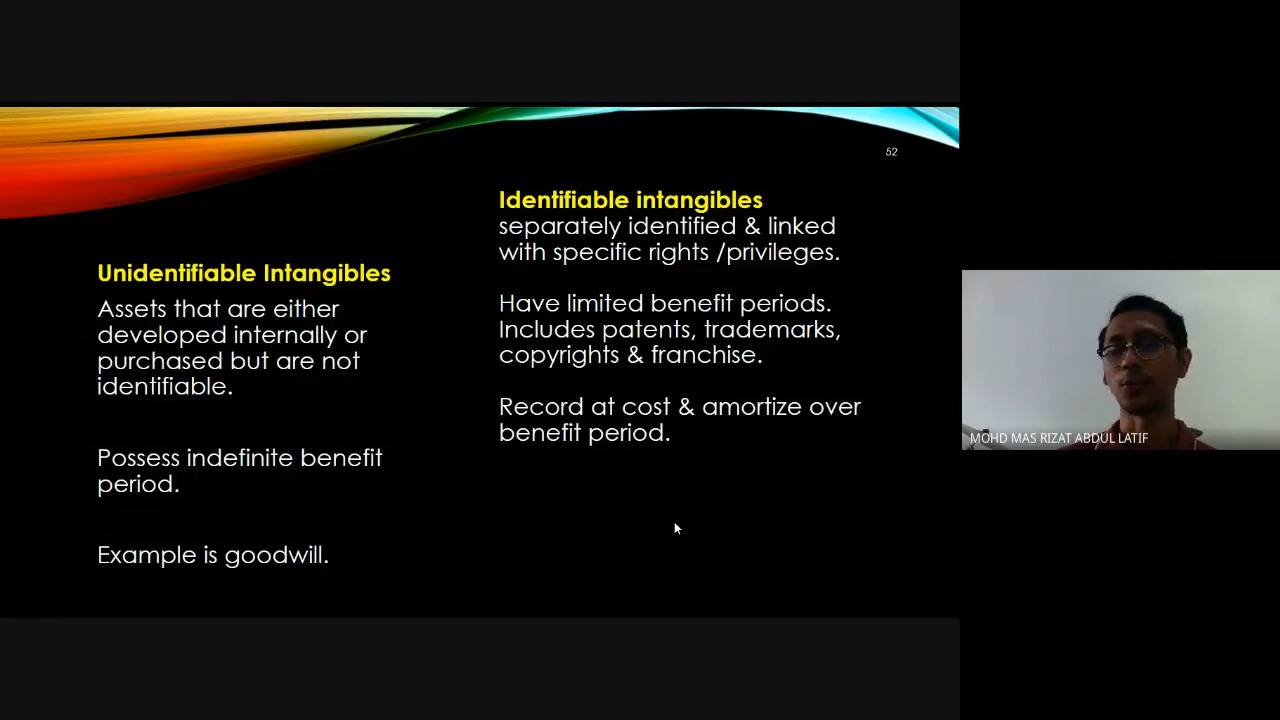 52
Unidentifiable Intangibles
Assets that are either
developed internally or
purchased but are not
identifiable.
Possess indefinite benefit
period.
Example is goodwill.
Identifiable intangibles
separately identified & linked
with specific rights /privileges.
Have limited benefit periods.
Includes patents, trademarks,
copyrights & franchise.
Record at cost & amortize over
benefit period.
MOHD MAS RIZAT ABDUL LATIF